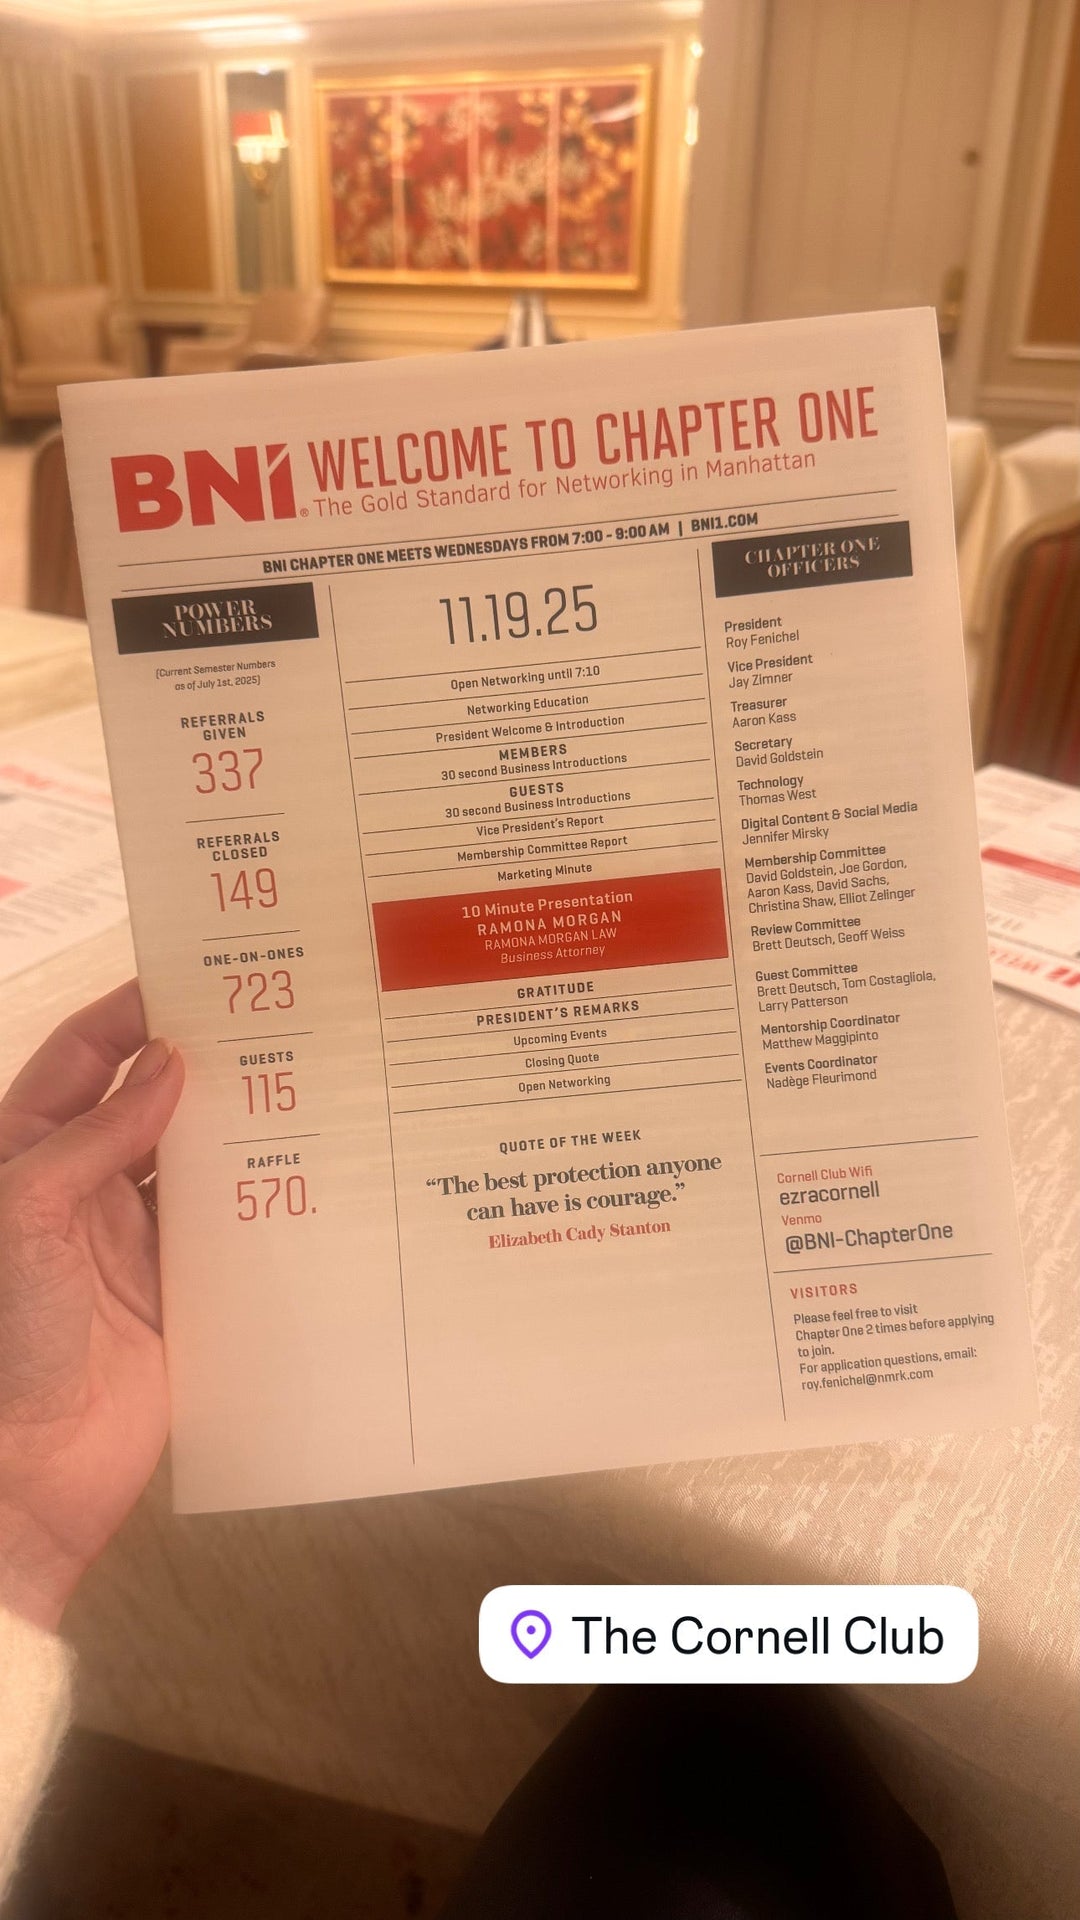 BNI® WELCOME TO CHAPTER ONE
The Gold Standard for Networking in Manhattan
BNI CHAPTER ONE MEETS WEDNESDAYS FROM 7:00 - 9:00 AM | BNI1.COM
POWER
NUMBERS
(Current Semester Numbers
as of July 1st, 2025)
REFERRALS
GIVEN
337
REFERRALS
CLOSED
149
ONE-ON-ONES
723
GUESTS
115
RAFFLE
570.
11.19.25
Open Networking until 7:10
Networking Education
President Welcome & Introduction
MEMBERS
30 second Business Introductions
GUESTS
30 second Business Introductions
Vice President's Report
Membership Committee Report
Marketing Minute
10 Minute Presentation
RAMONA MORGAN
RAMONA MORGAN LAW
Business Attorney
GRATITUDE
PRESIDENT'S REMARKS
Upcoming Events
Closing Quote
Open Networking
QUOTE OF THE WEEK
“The best protection anyone
can have is courage.”
Elizabeth Cady Stanton
CHAPTER ONE
OFFICERS
President
Roy Fenichel
Vice President
Jay Zimner
Treasurer
Aaron Kass
Secretary
David Goldstein
Technology
Thomas West
Digital Content & Social Media
Jennifer Mirsky
Membership Committee
David Goldstein, Joe Gordon,
Aaron Kass, David Sachs,
Christina Shaw, Elliot Zelinger
Review Committee
Brett Deutsch, Geoff Weiss
Guest Committee
Brett Deutsch, Tom Costagliola,
Larry Patterson
Mentorship Coordinator
Matthew Maggipinto
Events Coordinator
Nadège Fleurimond
Cornell Club Wifi
ezracornell
Venmo
@BNI-ChapterOne
VISITORS
Please feel free to visit
Chapter One 2 times before applying
to join.
For application questions, email:
roy.fenichel@nmrk.com
The Cornell Club